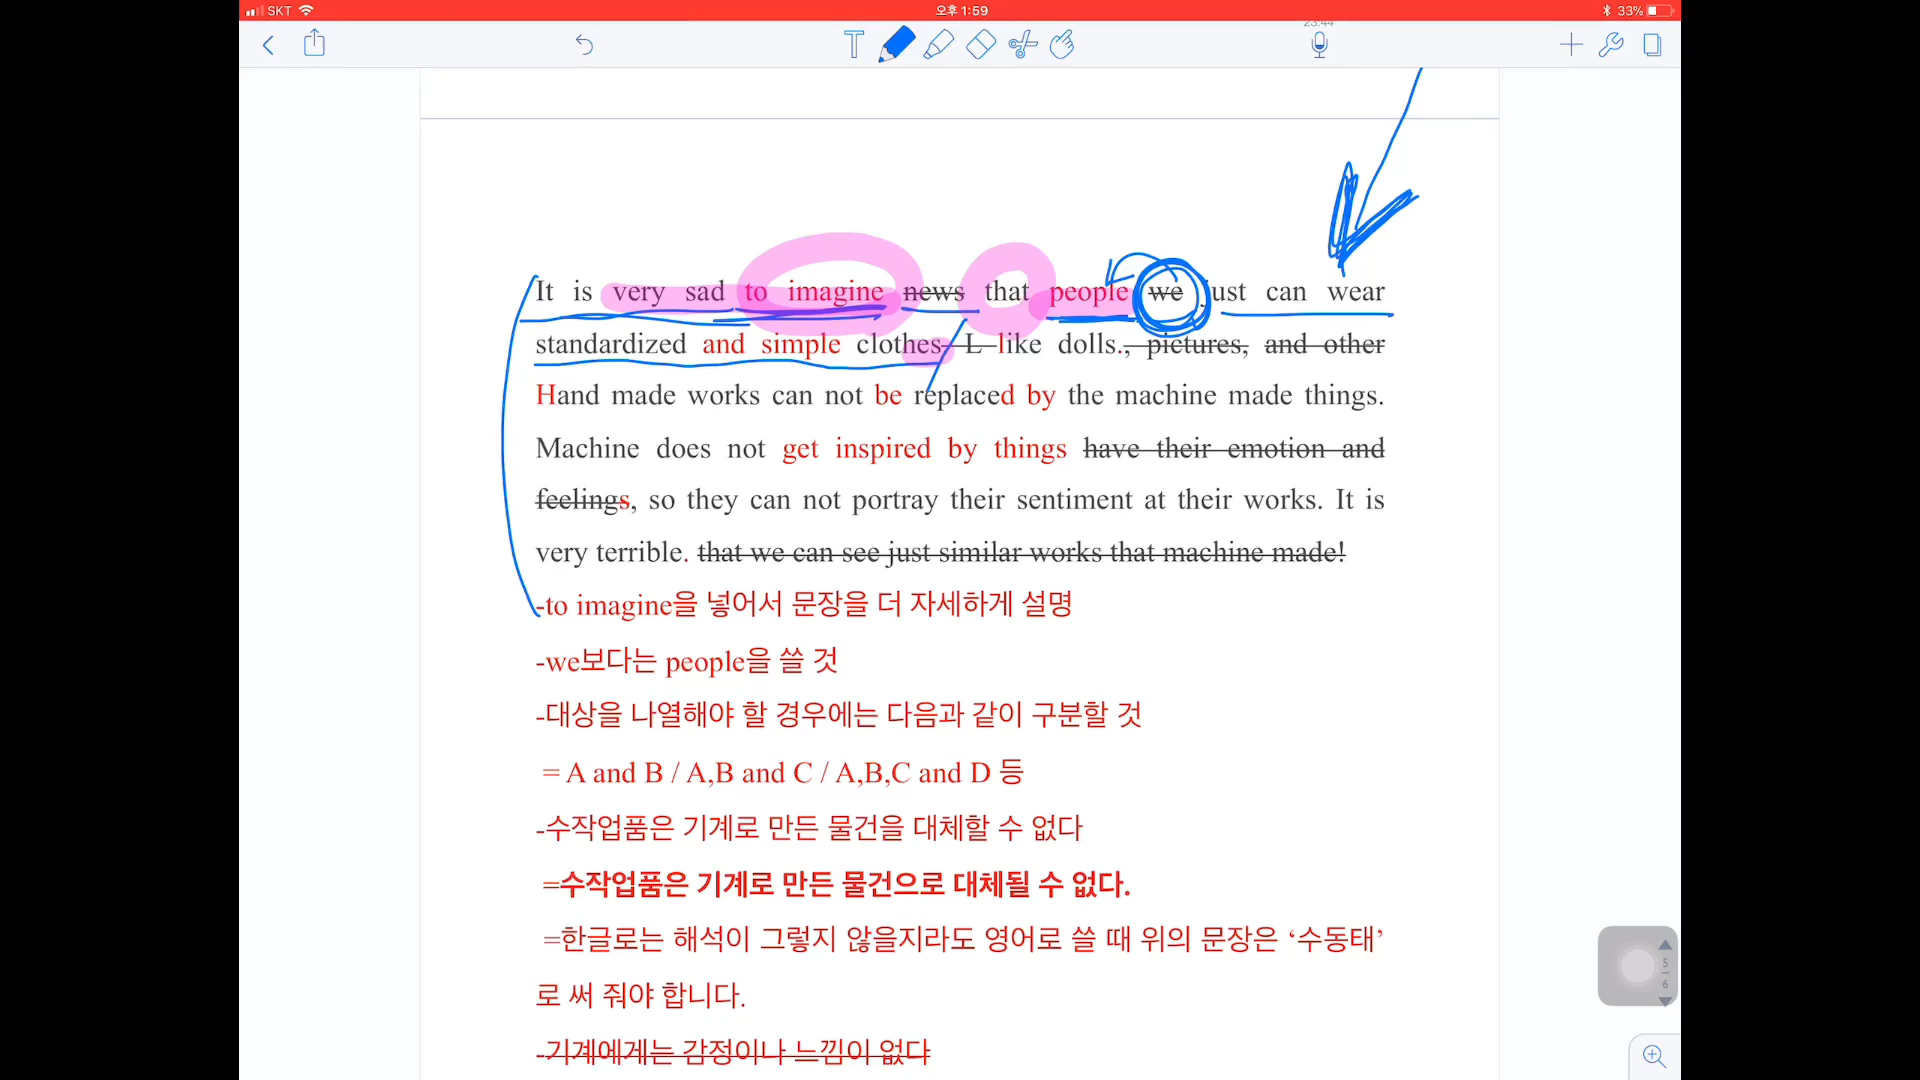 SKT 오후 1:59 33%
23:44
It is very sad to imagine news that people we just can wear
standardized and simple clothes L like dolls., pictures, and other
Hand made works can not be replaced by the machine made things.
Machine does not get inspired by things have their emotion and
feelings, so they can not portray their sentiment at their works. It is
very terrible. that we can see just similar works that machine made!
-to imagine을 넣어서 문장을 더 자세하게 설명
-we보다는 people을 쓸 것
-대상을 나열해야 할 경우에는 다음과 같이 구분할 것
= A and B / A,B and C / A,B,C and D 등
-수작업품은 기계로 만든 물건을 대체할 수 없다
=수작업품은 기계로 만든 물건으로 대체될 수 없다.
=한글로는 해석이 그렇지 않을지라도 영어로 쓸 때 위의 문장은 ‘수동태’
로 써 줘야 합니다.
-기계에게는 감정이나 느낌이 없다
5
6